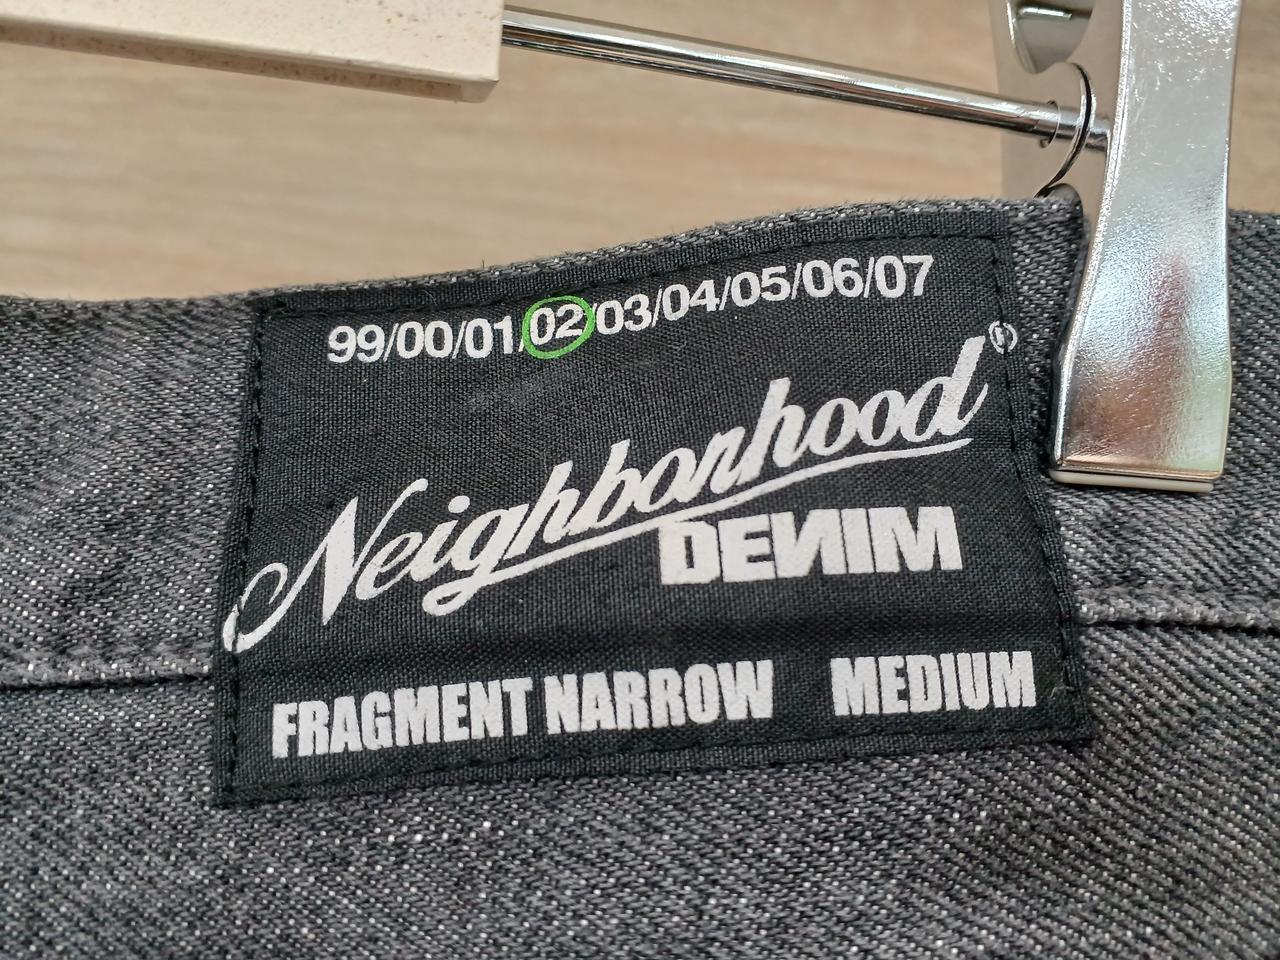 99/00/01/02/03/04/05/06/07
Neighborhood®
DENIM
FRAGMENT NARROW MEDIUM